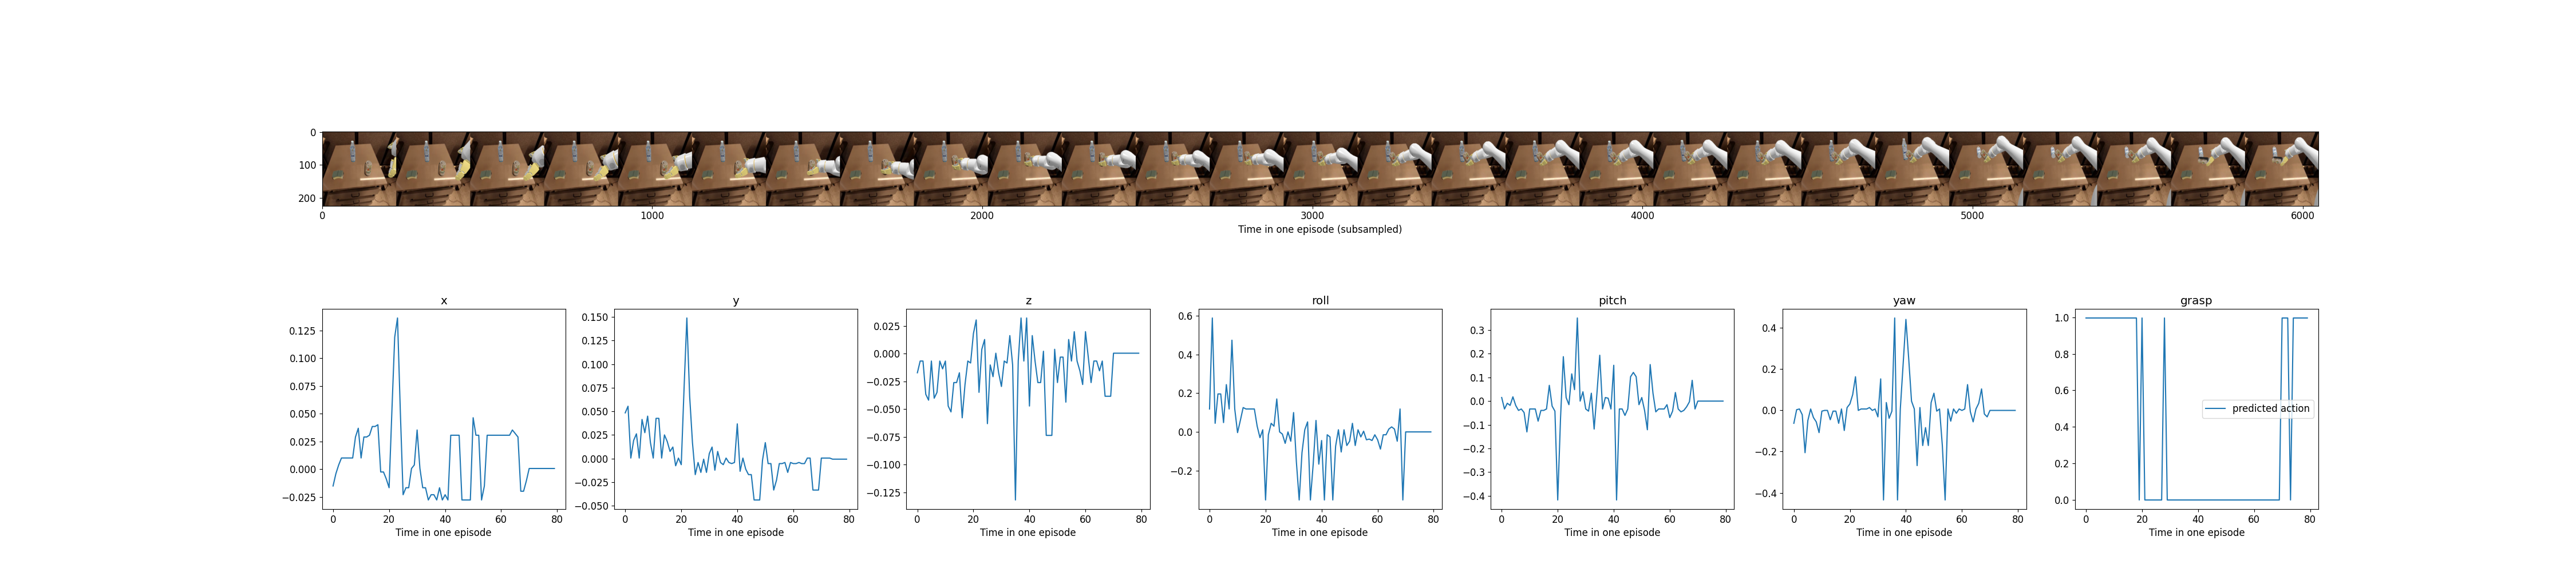 0
100
200
0 1000 2000 3000 4000 5000 6000
Time in one episode (subsampled)
x
0.125
0.100
0.075
0.050
0.025
0.000
−0.025
0 20 40 60 80
Time in one episode
y
0.150
0.125
0.100
0.075
0.050
0.025
0.000
−0.025
−0.050
0 20 40 60 80
Time in one episode
z
0.025
0.000
−0.025
−0.050
−0.075
−0.100
−0.125
0 20 40 60 80
Time in one episode
roll
0.6
0.4
0.2
0.0
−0.2
0 20 40 60 80
Time in one episode
pitch
0.3
0.2
0.1
0.0
−0.1
−0.2
−0.3
−0.4
0 20 40 60 80
Time in one episode
yaw
0.4
0.2
0.0
−0.2
−0.4
0 20 40 60 80
Time in one episode
grasp
1.0
0.8
0.6
0.4
0.2
0.0
predicted action
0 20 40 60 80
Time in one episode